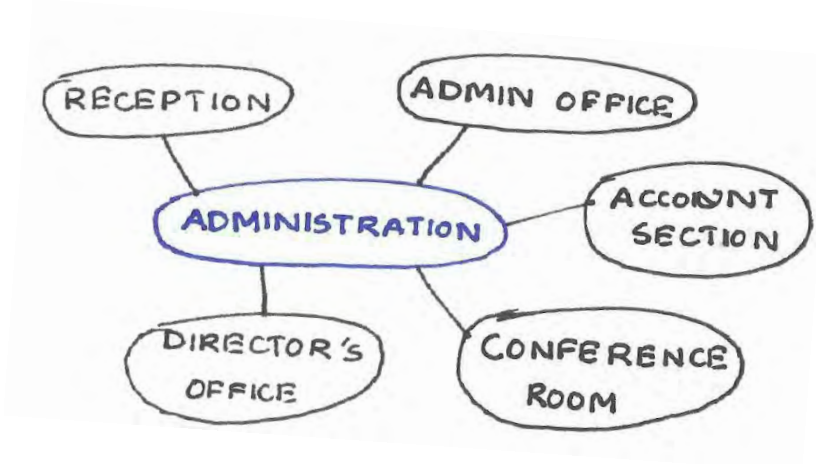 RECEPTION
ADMIN OFFICE
ADMINISTRATION
ACCOUNT
SECTION
DIRECTOR'S
OFFICE
CONFERENCE
ROOM